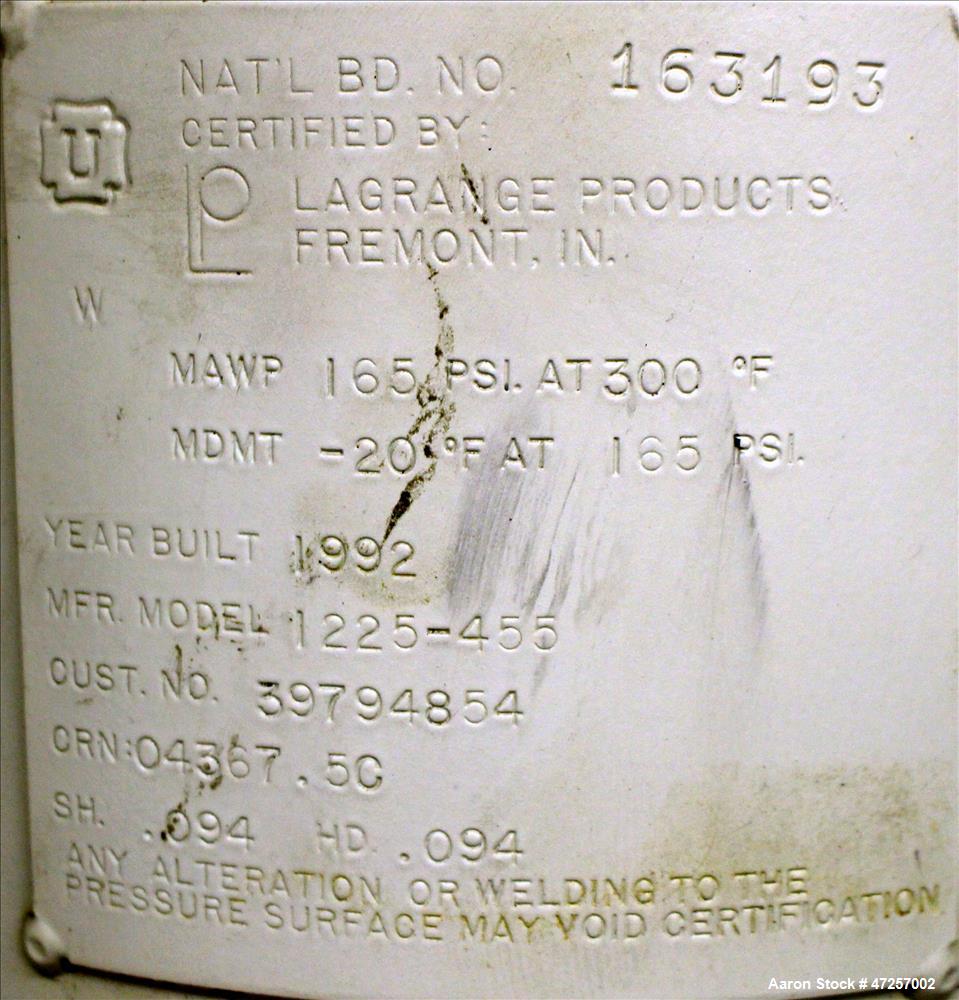 NAT'L BD. NO. 163193
U
CERTIFIED BY:
LP LAGRANGE PRODUCTS
FREMONT, IN.
W
MAWP 165 PSI. AT 300 °F
MDMT -20 °F AT 165 PSI.
YEAR BUILT 1992
MFR. MODEL 1225-455
CUST. NO. 39794854
CRN:04367.5C
SH. .094 HD .094
ANY ALTERATION OR WELDING TO THE
PRESSURE SURFACE MAY VOID CERTIFICATION
Aaron Stock # 47257002